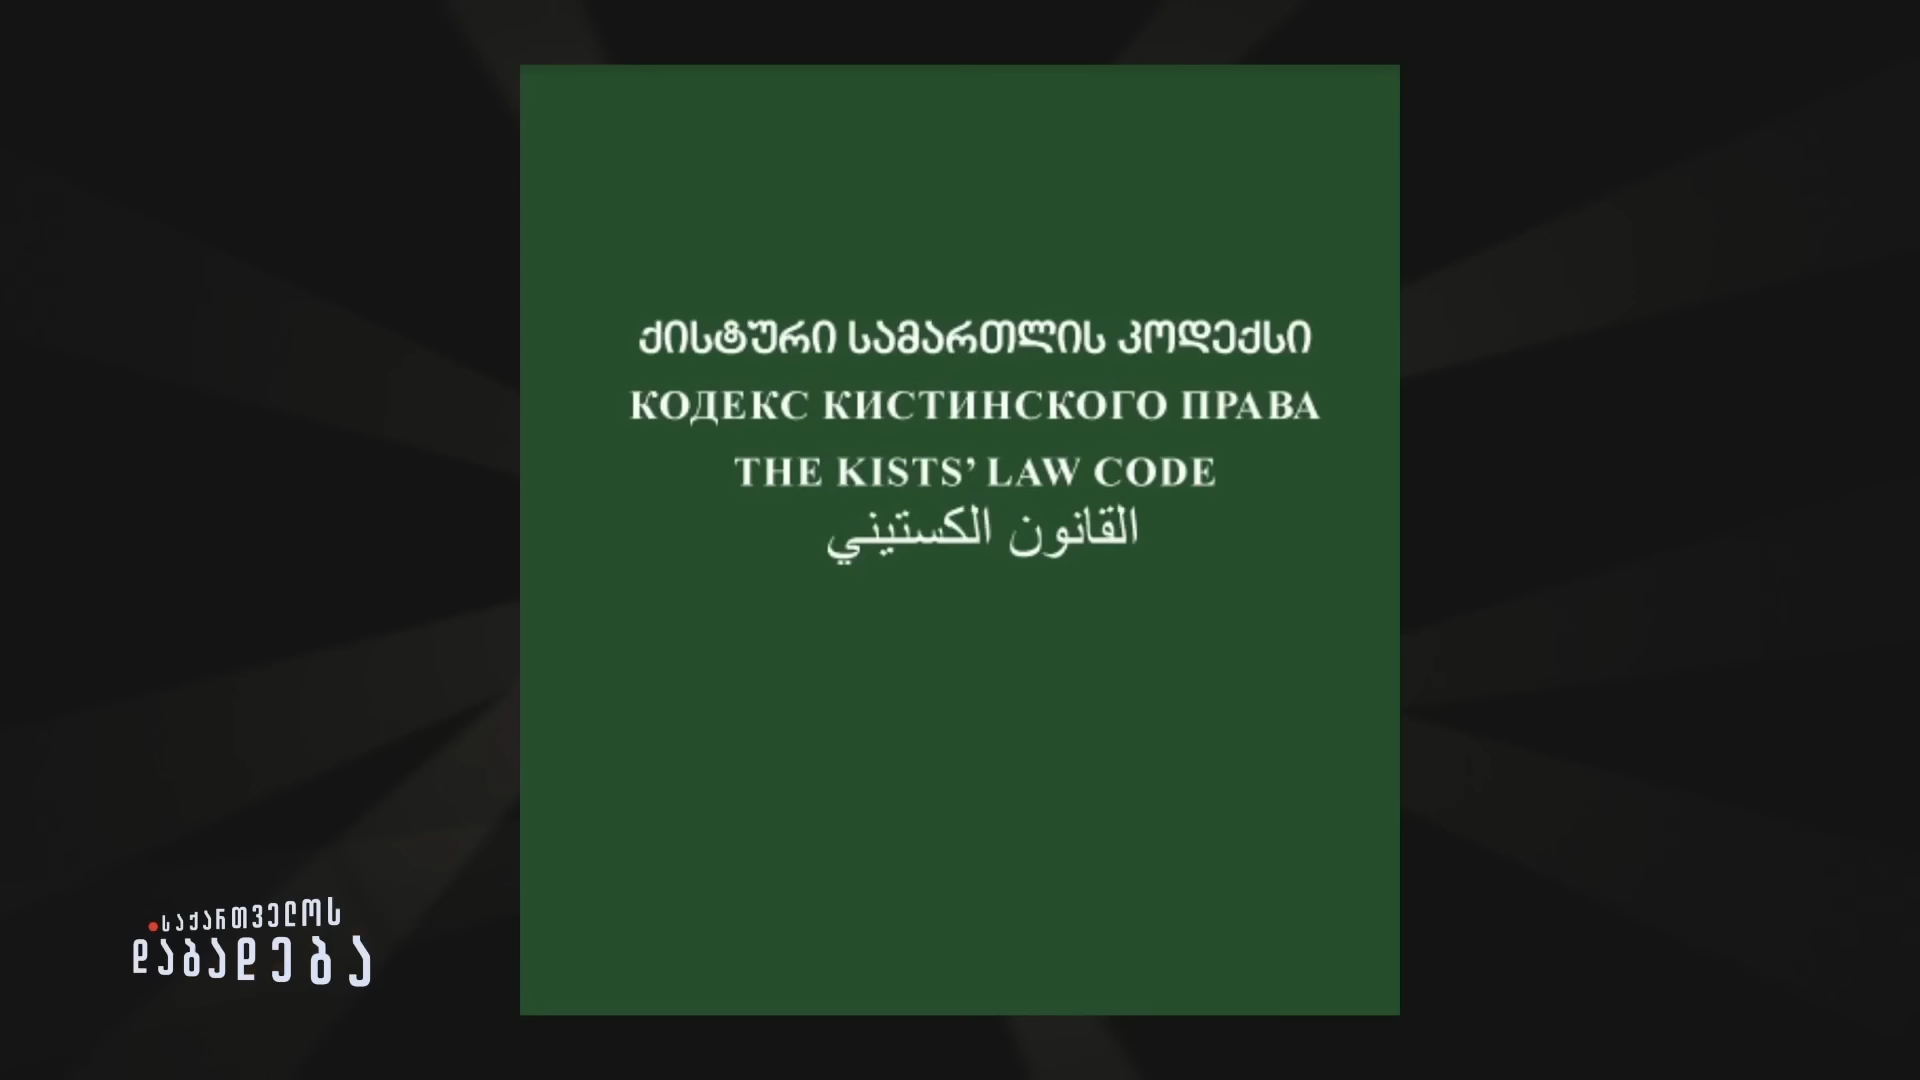 ქისტური სამართლის კოდექსი
КОДЕКС КИСТИНСКОГО ПРАВА
THE KISTS’ LAW CODE
القانون الكستيني
საქართველოს
დაბადება